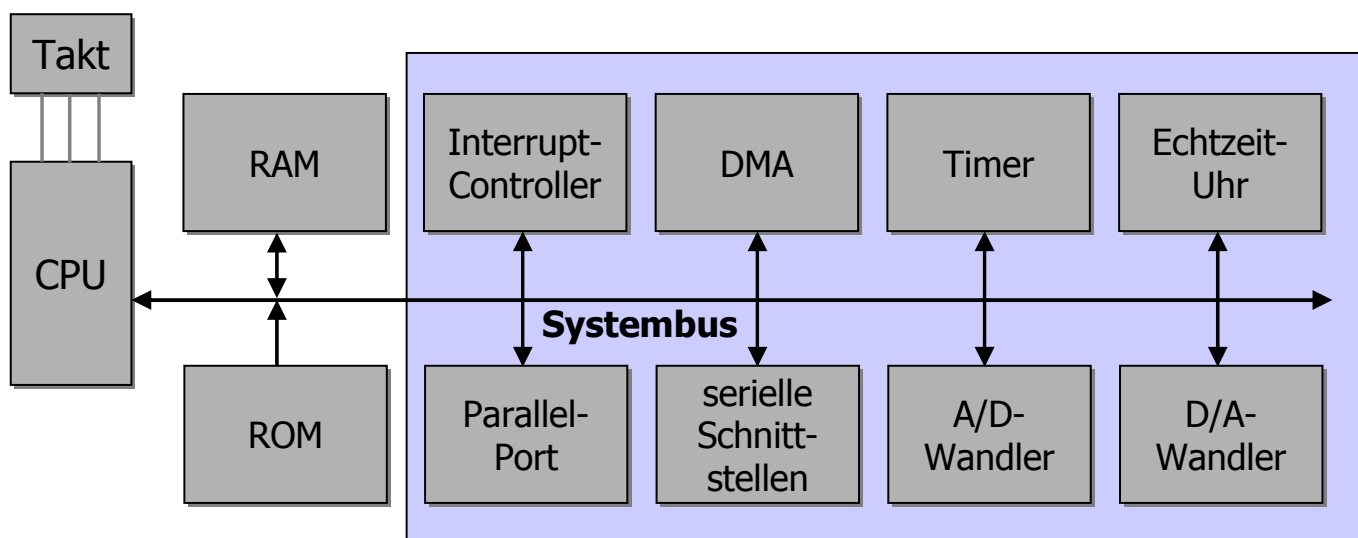 Takt
CPU
RAM
Interrupt-
Controller
DMA
Timer
Echtzeit-
Uhr
Systembus
ROM
Parallel-
Port
serielle
Schnitt-
stellen
A/D-
Wandler
D/A-
Wandler